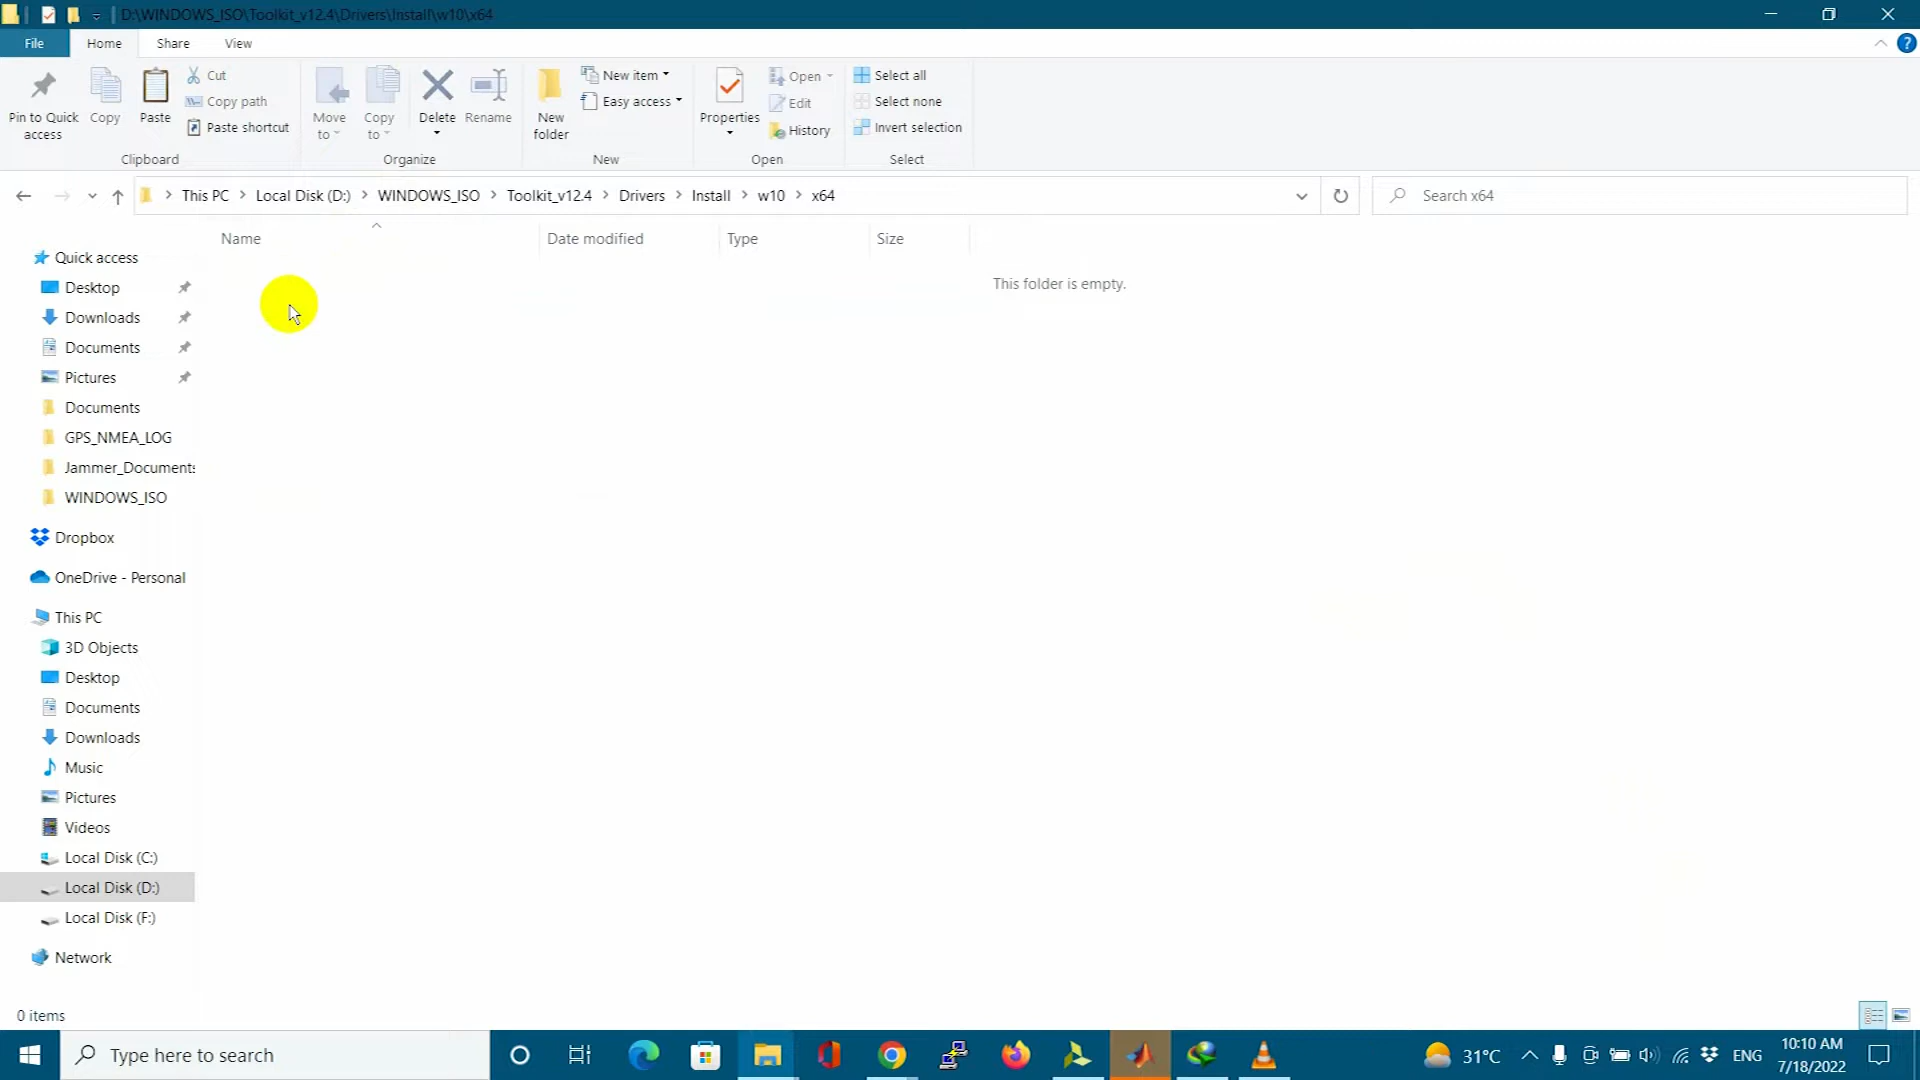 D:\WINDOWS_ISO\Toolkit_v12.4\Drivers\Install\w10\x64
File Home Share View
Pin to Quick access
Copy
Paste
Cut
Copy path
Paste shortcut
Clipboard
Move to
Copy to
Delete
Rename
Organize
New folder
New item
Easy access
New
Properties
Open
Edit
History
Open
Select all
Select none
Invert selection
Select
This PC > Local Disk (D:) > WINDOWS_ISO > Toolkit_v12.4 > Drivers > Install > w10 > x64
Search x64
Name Date modified Type Size
This folder is empty.
Quick access
Desktop
Downloads
Documents
Pictures
Documents
GPS_NMEA_LOG
Jammer_Documents
WINDOWS_ISO
Dropbox
OneDrive - Personal
This PC
3D Objects
Desktop
Documents
Downloads
Music
Pictures
Videos
Local Disk (C:)
Local Disk (D:)
Local Disk (F:)
Network
0 items
Type here to search
31°C
ENG
10:10 AM
7/18/2022